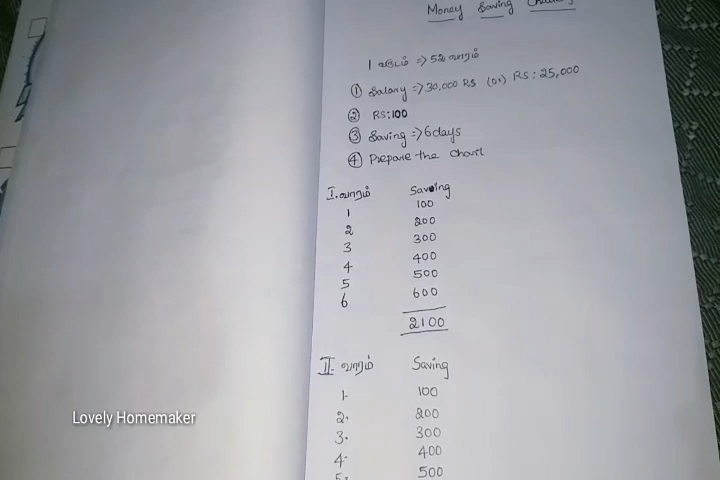 Money Saving
1 வருடம் => 52 வாரம்
① Salary => 30,000 RS (or) RS: 25,000
② RS:100
③ Saving => 6 days
④ Prepare the Chart
I. வாரம் Saving
1 100
2 200
3 300
4 400
5 500
6 600
2100
II. வாரம் Saving
1. 100
2. 200
3. 300
4. 400
5. 500
Lovely Homemaker